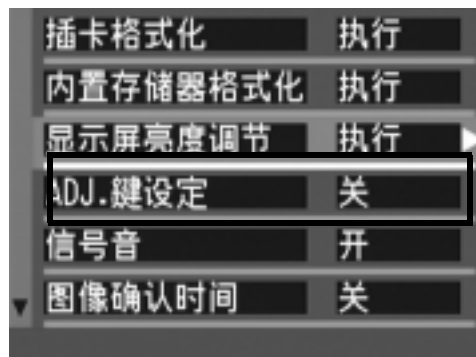 插卡格式化 执行
内置存储器格式化 执行
显示屏亮度调节 执行
ADJ.鍵设定 关
信号音 开
图像确认时间 关